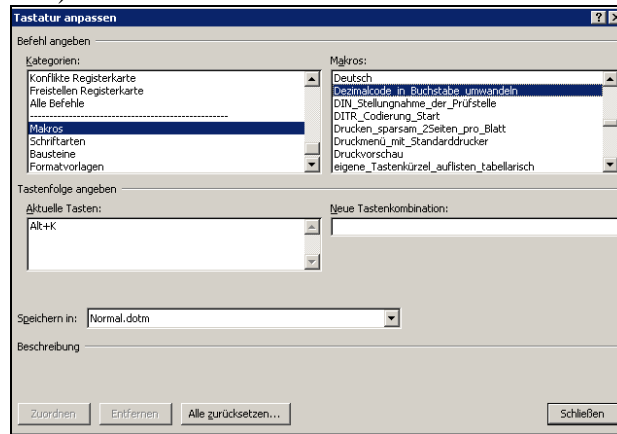 Tastatur anpassen
Befehl angeben
Kategorien:
Konflikte Registerkarte
Freistellen Registerkarte
Alle Befehle
------------------------------------------------
Makros
Schriftarten
Bausteine
Formatvorlagen
Makros:
Deutsch
Dezimalcode_in_Buchstabe_umwandeln
DIN_Stellungnahme_der_Prüfstelle
DITR_Codierung_Start
Drucken_sparsam_2Seiten_pro_Blatt
Druckmenü_mit_Standarddrucker
Druckvorschau
eigene_Tastenkürzel_auflisten_tabellarisch
Tastenfolge angeben
Aktuelle Tasten:
Alt+K
Neue Tastenkombination:
Speichern in: Normal.dotm
Beschreibung
Zuordnen Entfernen Alle zurücksetzen... Schließen